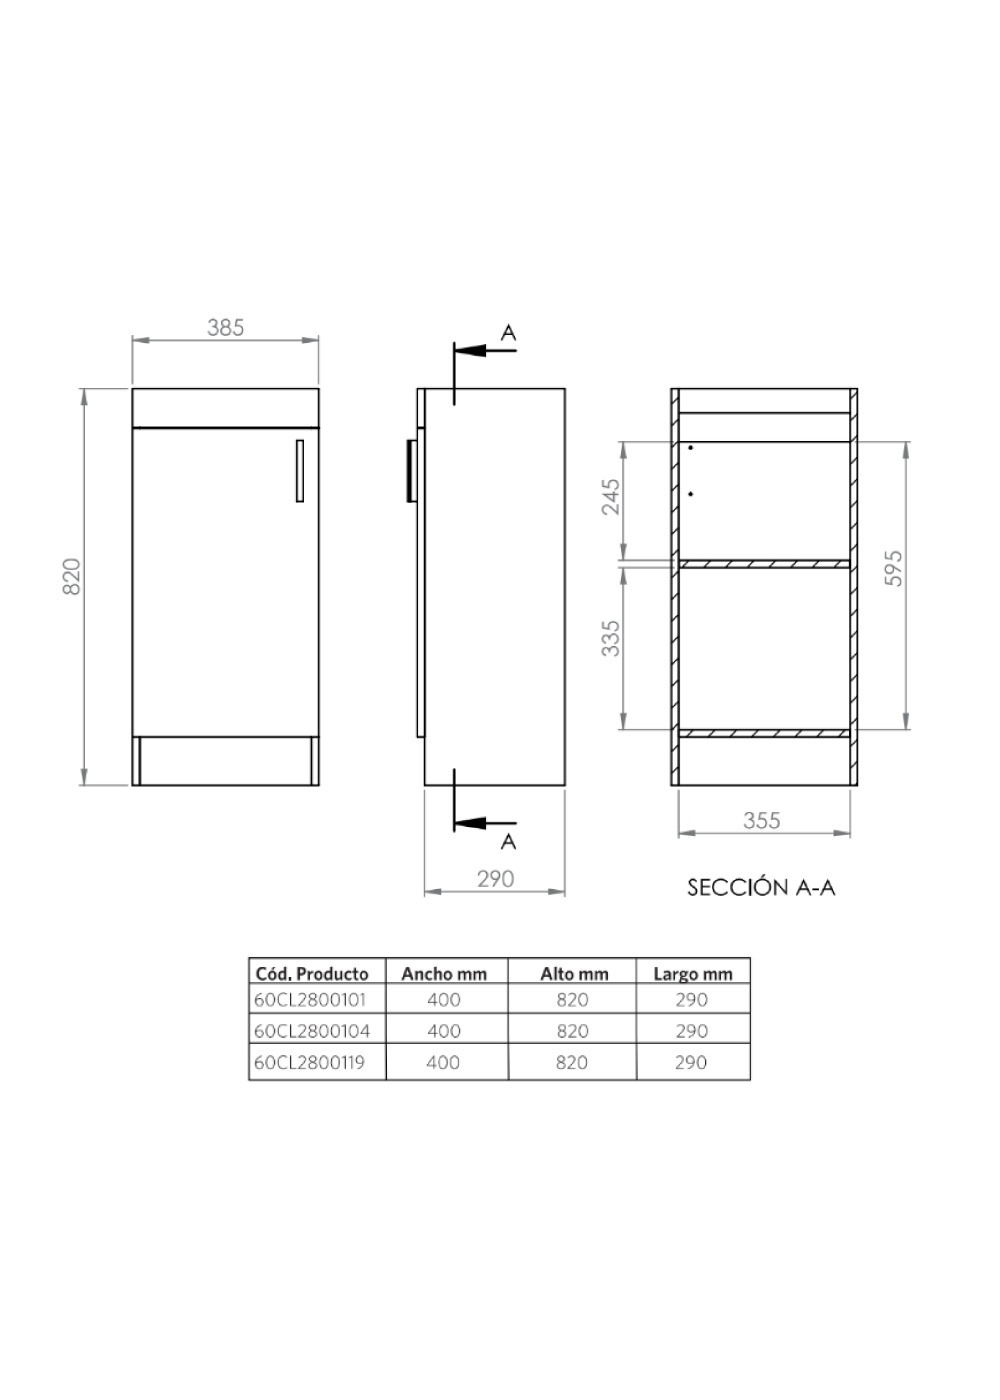 385
A
820
245
595
335
355
A
290
SECCIÓN A-A
Cód. Producto Ancho mm Alto mm Largo mm
60CL2800101 400 820 290
60CL2800104 400 820 290
60CL2800119 400 820 290